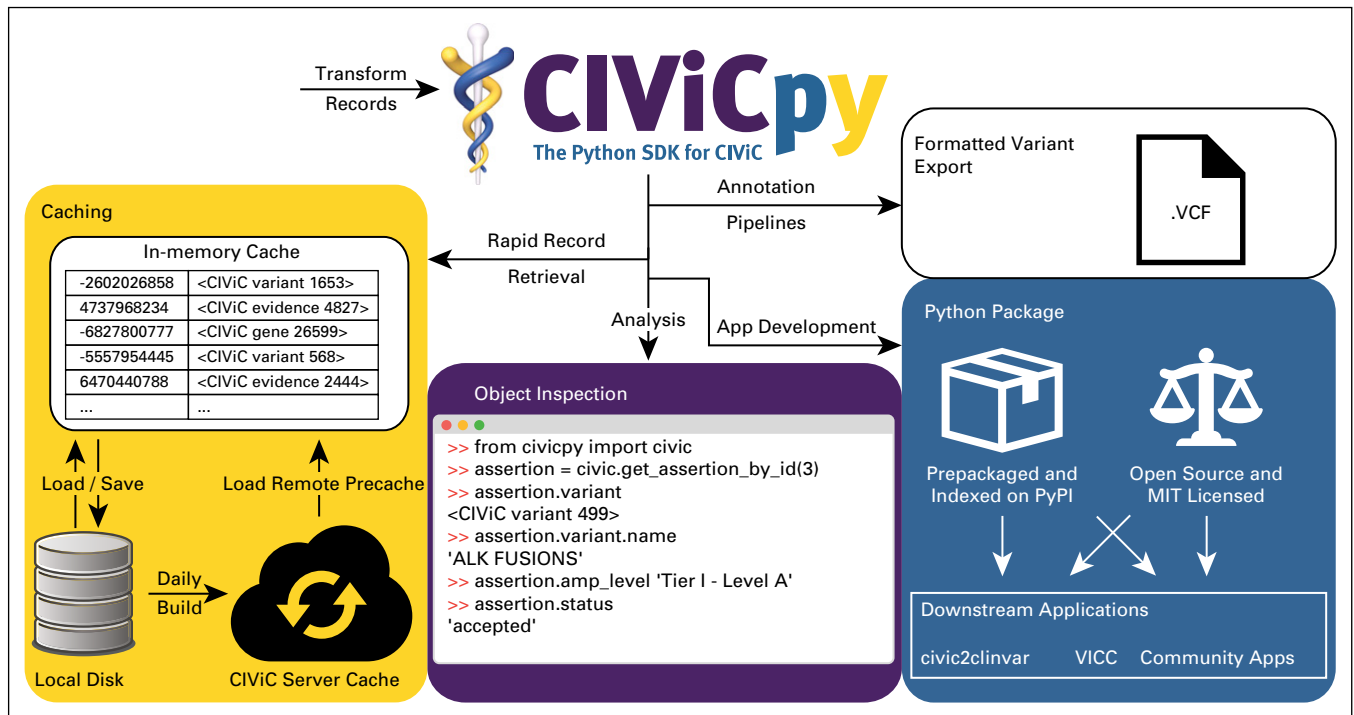 Transform
Records
CIViCpy
The Python SDK for CIViC
Formatted Variant
Export
.VCF
Annotation
Pipelines
Rapid Record
Retrieval
Analysis
App Development
Caching
In-memory Cache
-2602026858 <CIViC variant 1653>
4737968234 <CIViC evidence 4827>
-6827800777 <CIViC gene 26599>
-5557954445 <CIViC variant 568>
6470440788 <CIViC evidence 2444>
... ...
Load / Save
Load Remote Precache
Daily
Build
Local Disk
CIViC Server Cache
Object Inspection
>> from civicpy import civic
>> assertion = civic.get_assertion_by_id(3)
>> assertion.variant
<CIViC variant 499>
>> assertion.variant.name
'ALK FUSIONS'
>> assertion.amp_level 'Tier I - Level A'
>> assertion.status
'accepted'
Python Package
Prepackaged and
Indexed on PyPI
Open Source and
MIT Licensed
Downstream Applications
civic2clinvar VICC Community Apps